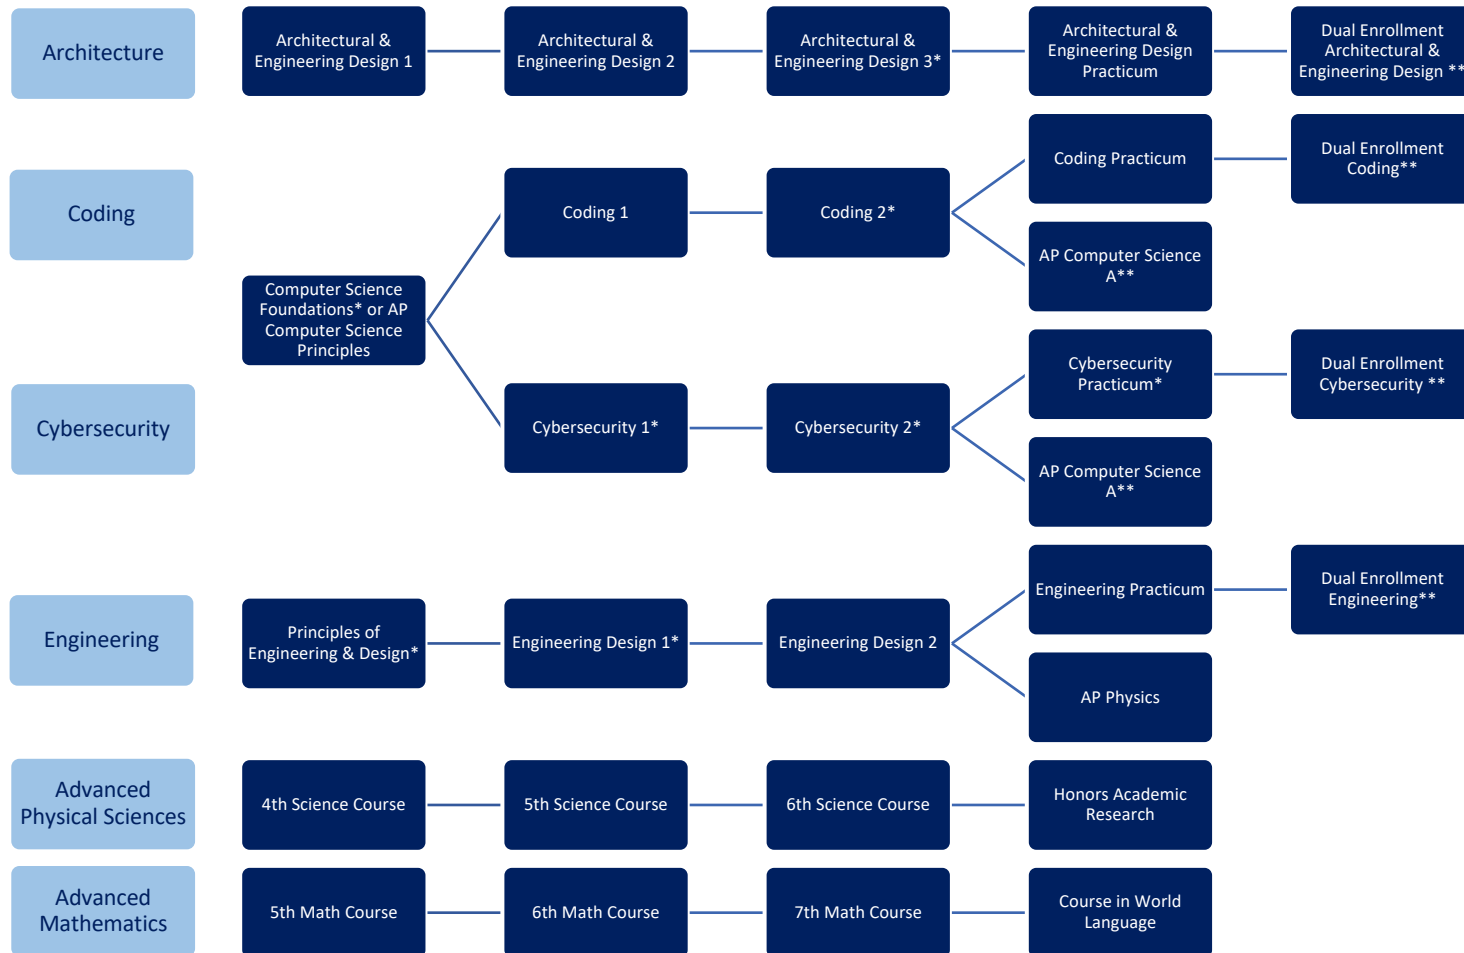 Architecture
Architectural &
Engineering Design 1
Architectural &
Engineering Design 2
Architectural &
Engineering Design 3*
Architectural &
Engineering Design
Practicum
Dual Enrollment
Architectural &
Engineering Design **
Coding
Computer Science
Foundations* or AP
Computer Science
Principles
Coding 1
Coding 2*
Coding Practicum
Dual Enrollment
Coding**
AP Computer Science
A**
Cybersecurity
Cybersecurity 1*
Cybersecurity 2*
Cybersecurity
Practicum*
Dual Enrollment
Cybersecurity **
AP Computer Science
A**
Engineering
Principles of
Engineering & Design*
Engineering Design 1*
Engineering Design 2
Engineering Practicum
Dual Enrollment
Engineering**
AP Physics
Advanced
Physical Sciences
4th Science Course
5th Science Course
6th Science Course
Honors Academic
Research
Advanced
Mathematics
5th Math Course
6th Math Course
7th Math Course
Course in World
Language